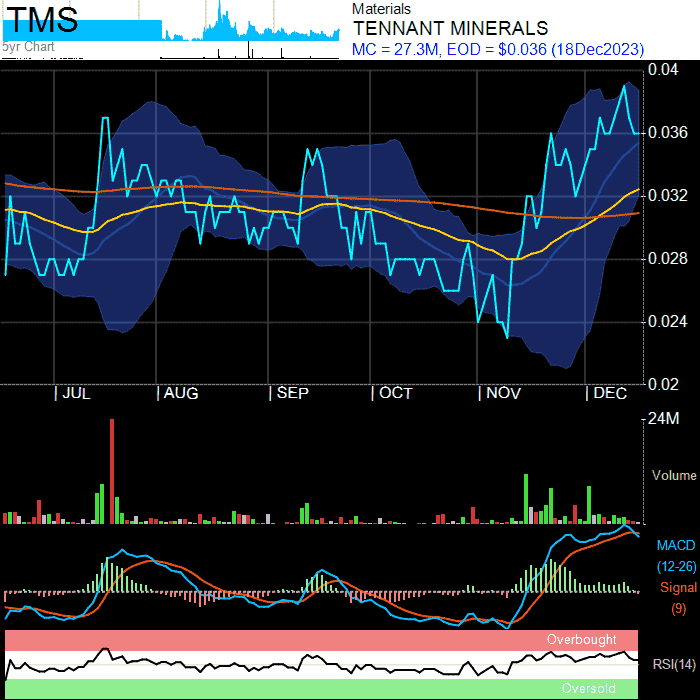 TMS
5yr Chart
Materials
TENNANT MINERALS
MC = 27.3M, EOD = $0.036 (18Dec2023)
0.04
0.036
0.032
0.028
0.024
0.02
JUL
AUG
SEP
OCT
NOV
DEC
24M
Volume
MACD
(12-26)
Signal
(9)
Overbought
RSI(14)
Oversold